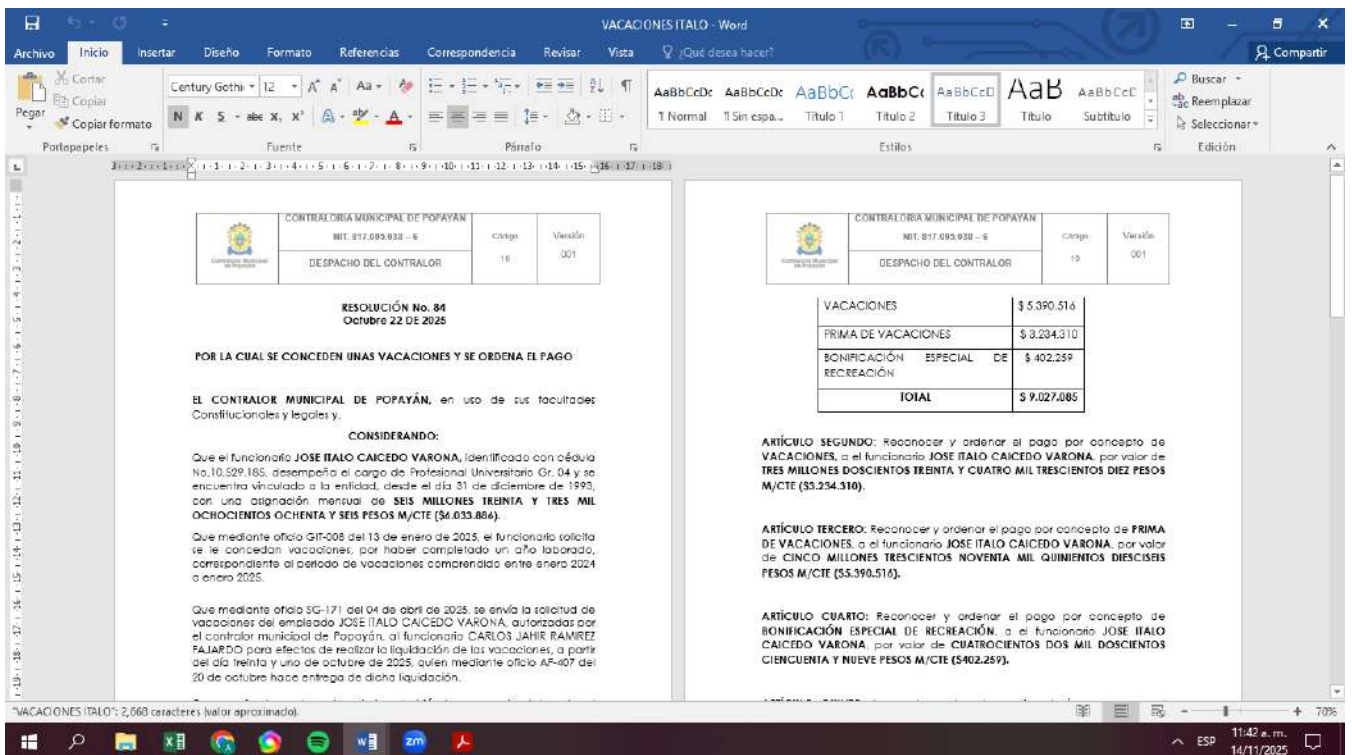 VACACIONES ITALO - Word
Archivo Inicio Insertar Diseño Formato Referencias Correspondencia Revisar Vista ¿Qué desea hacer? Compartir
Pegar
Cortar
Copiar
Copiar formato
Portapapeles
Century Gothi 12
N K S abc X, X²
Fuente
Párrafo
AaBbCcDc AaBbCcDc AaBbC AaBbCc AaBbCcD AaB AaBbCcC
¶ Normal ¶ Sin espa... Título 1 Título 2 Título 3 Título Subtítulo
Estilos
Buscar
Reemplazar
Seleccionar
Edición
CONTRALORIA MUNICIPAL DE POPAYÁN
NIT. 817.005.038 – 6
DESPACHO DEL CONTRALOR
Código
10
Versión
001
RESOLUCIÓN No. 84
Octubre 22 DE 2025
POR LA CUAL SE CONCEDEN UNAS VACACIONES Y SE ORDENA EL PAGO
EL CONTRALOR MUNICIPAL DE POPAYÁN, en uso de sus facultades
Constitucionales y legales y.
CONSIDERANDO:
Que el funcionario JOSE ITALO CAICEDO VARONA, identificado con cédula
No.10.529.185, desempeña el cargo de Profesional Universitario Gr. 04 y se
encuentra vinculado a la entidad, desde el día 31 de diciembre de 1993,
con una asignación mensual de SEIS MILLONES TREINTA Y TRES MIL
OCHOCIENTOS OCHENTA Y SEIS PESOS M/CTE ($6.033.886).
Que mediante oficio GIT-008 del 13 de enero de 2025, el funcionario solicita
se le concedan vacaciones, por haber completado un año laborado,
correspondiente al periodo de vacaciones comprendido entre enero 2024
a enero 2025.
Que mediante oficio SG-171 del 04 de abril de 2025, se envía la solicitud de
vacaciones del empleado JOSE ITALO CAICEDO VARONA, autorizadas por
el contralor municipal de Popayán, al funcionario CARLOS JAHIR RAMIREZ
FAJARDO para efectos de realizar la liquidación de las vacaciones, a partir
del día treinta y uno de octubre de 2025, quien mediante oficio AF-407 del
20 de octubre hace entrega de dicha liquidación.
CONTRALORIA MUNICIPAL DE POPAYÁN
NIT. 817.005.038 – 6
DESPACHO DEL CONTRALOR
Código
10
Versión
001
VACACIONES $ 5.390.516
PRIMA DE VACACIONES $ 3.234.310
BONIFICACIÓN ESPECIAL DE $ 402.259
RECREACIÓN
TOTAL $ 9.027.085
ARTÍCULO SEGUNDO: Reconocer y ordenar el pago por concepto de
VACACIONES, a el funcionario JOSE ITALO CAICEDO VARONA, por valor de
TRES MILLONES DOSCIENTOS TREINTA Y CUATRO MIL TRESCIENTOS DIEZ PESOS
M/CTE ($3.234.310).
ARTÍCULO TERCERO: Reconocer y ordenar el pago por concepto de PRIMA
DE VACACIONES, a el funcionario JOSE ITALO CAICEDO VARONA, por valor
de CINCO MILLONES TRESCIENTOS NOVENTA MIL QUINIENTOS DIESCISEIS
PESOS M/CTE ($5.390.516).
ARTÍCULO CUARTO: Reconocer y ordenar el pago por concepto de
BONIFICACIÓN ESPECIAL DE RECREACIÓN, a el funcionario JOSE ITALO
CAICEDO VARONA, por valor de CUATROCIENTOS DOS MIL DOSCIENTOS
CIENCUENTA Y NUEVE PESOS M/CTE ($402.259).
"VACACIONES ITALO": 2,668 caracteres (valor aproximado).
70%
ESP
11:42 a. m.
14/11/2025